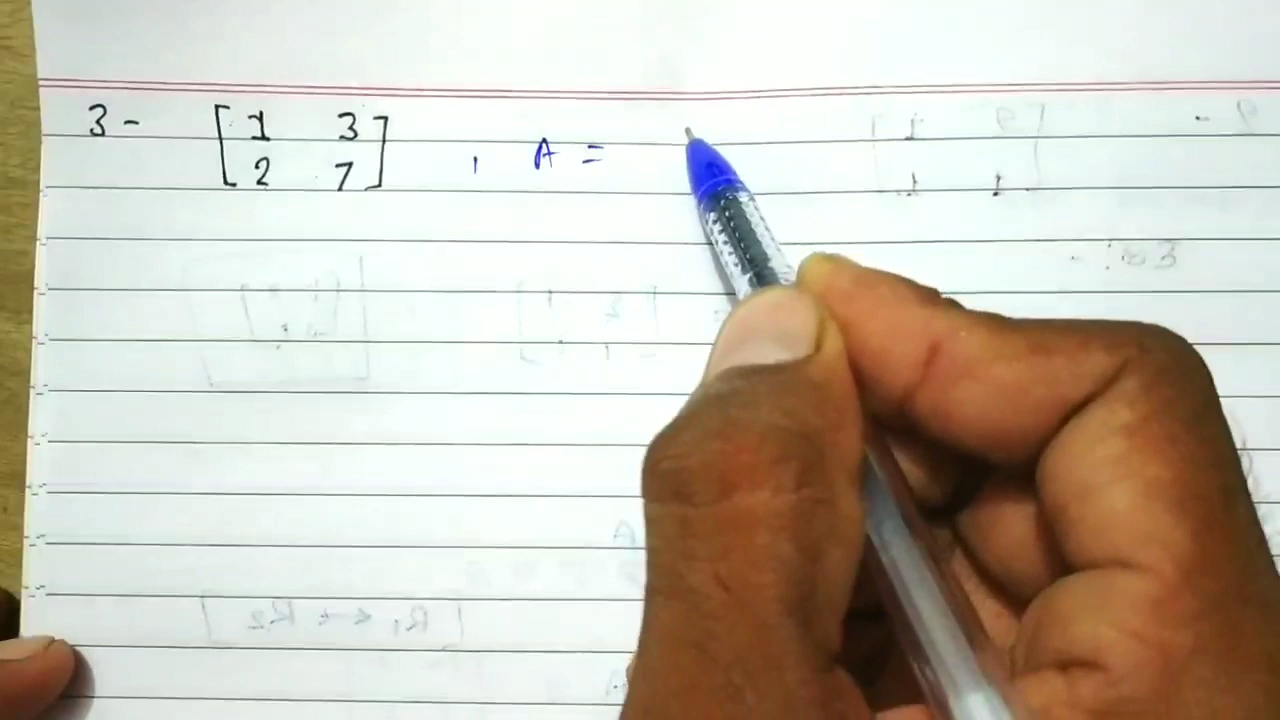 3- [1 3
2 7] , A =